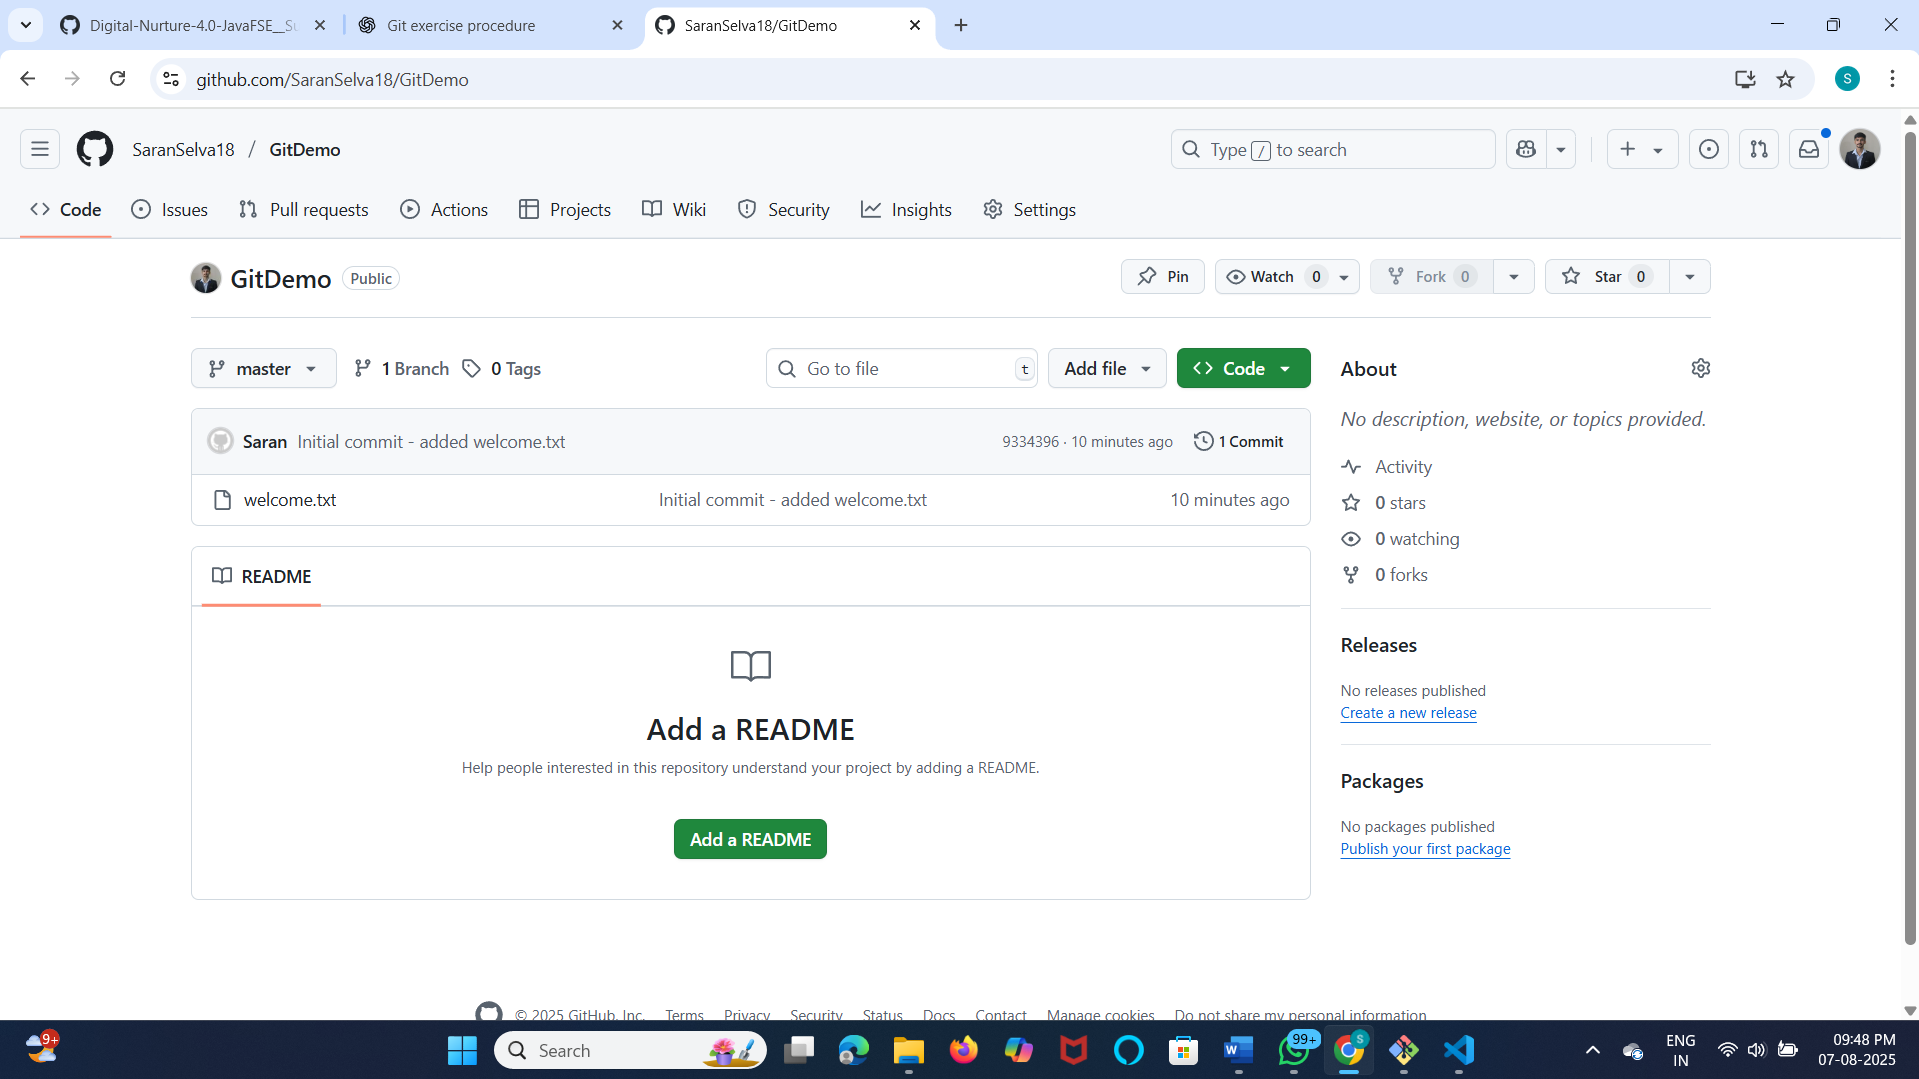 Digital-Nurture-4.0-JavaFSE__Su
Git exercise procedure
SaranSelva18/GitDemo
github.com/SaranSelva18/GitDemo
S
SaranSelva18 / GitDemo
Type / to search
Code
Issues
Pull requests
Actions
Projects
Wiki
Security
Insights
Settings
GitDemo Public
Pin
Watch 0
Fork 0
Star 0
master
1 Branch
0 Tags
Go to file t
Add file
Code
Saran Initial commit - added welcome.txt
9334396 · 10 minutes ago
1 Commit
welcome.txt
Initial commit - added welcome.txt
10 minutes ago
README
Add a README
Help people interested in this repository understand your project by adding a README.
Add a README
About
No description, website, or topics provided.
Activity
0 stars
0 watching
0 forks
Releases
No releases published
Create a new release
Packages
No packages published
Publish your first package
© 2025 GitHub, Inc. Terms Privacy Security Status Docs Contact Manage cookies Do not share my personal information
9+
Search
99+
S
ENG
IN
09:48 PM
07-08-2025